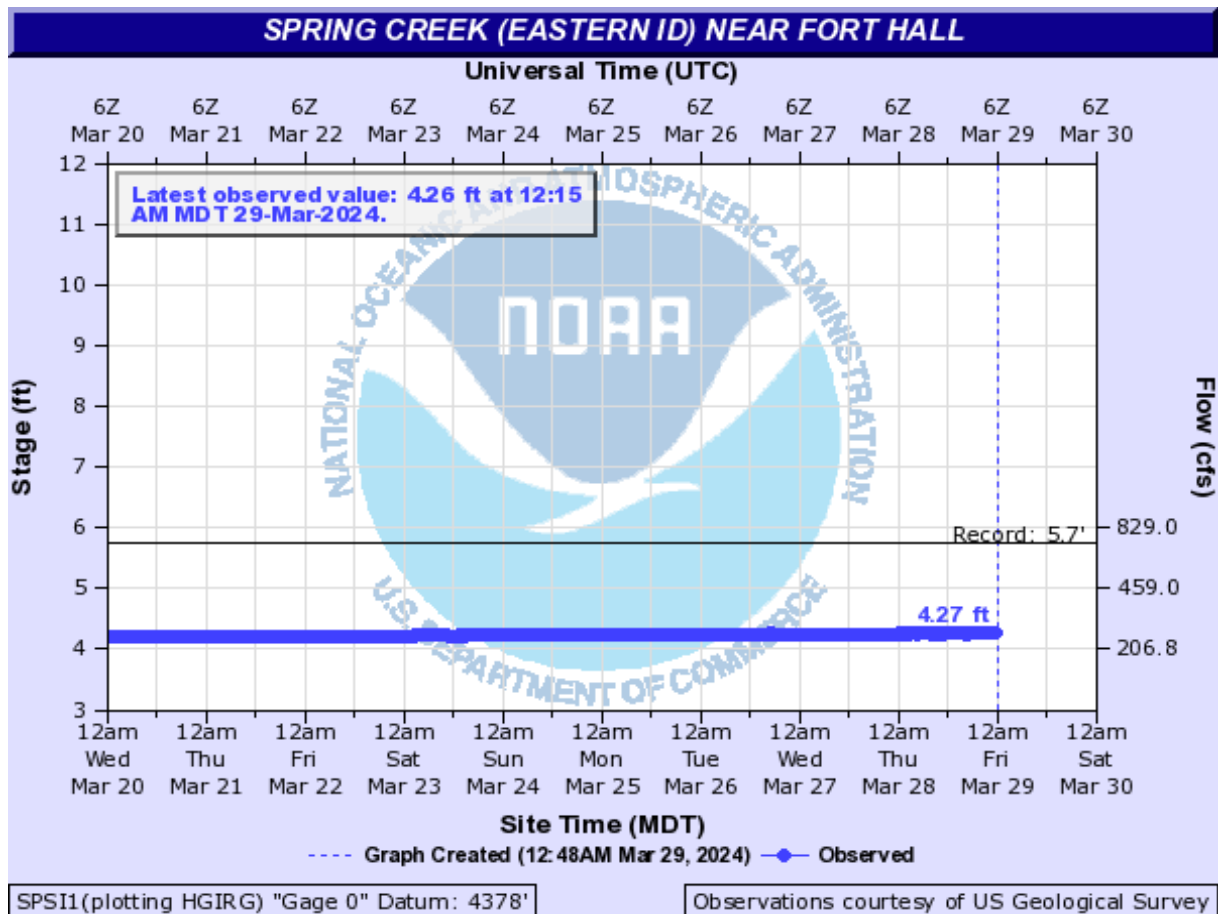 SPRING CREEK (EASTERN ID) NEAR FORT HALL
Universal Time (UTC)
6Z 6Z 6Z 6Z 6Z 6Z 6Z 6Z 6Z 6Z 6Z
Mar 20 Mar 21 Mar 22 Mar 23 Mar 24 Mar 25 Mar 26 Mar 27 Mar 28 Mar 29 Mar 30
Latest observed value: 4.26 ft at 12:15
AM MDT 29-Mar-2024.
NATIONAL OCEANIC AND ATMOSPHERIC ADMINISTRATION
NOAA
U.S. DEPARTMENT OF COMMERCE
Stage (ft)
12
11
10
9
8
7
6
5
4
3
Flow (cfs)
829.0
459.0
206.8
Record: 5.7'
4.27 ft
12am 12am 12am 12am 12am 12am 12am 12am 12am 12am 12am
Wed Thu Fri Sat Sun Mon Tue Wed Thu Fri Sat
Mar 20 Mar 21 Mar 22 Mar 23 Mar 24 Mar 25 Mar 26 Mar 27 Mar 28 Mar 29 Mar 30
Site Time (MDT)
Graph Created (12:48AM Mar 29, 2024) Observed
SPSI1(plotting HGIRG) "Gage 0" Datum: 4378'
Observations courtesy of US Geological Survey